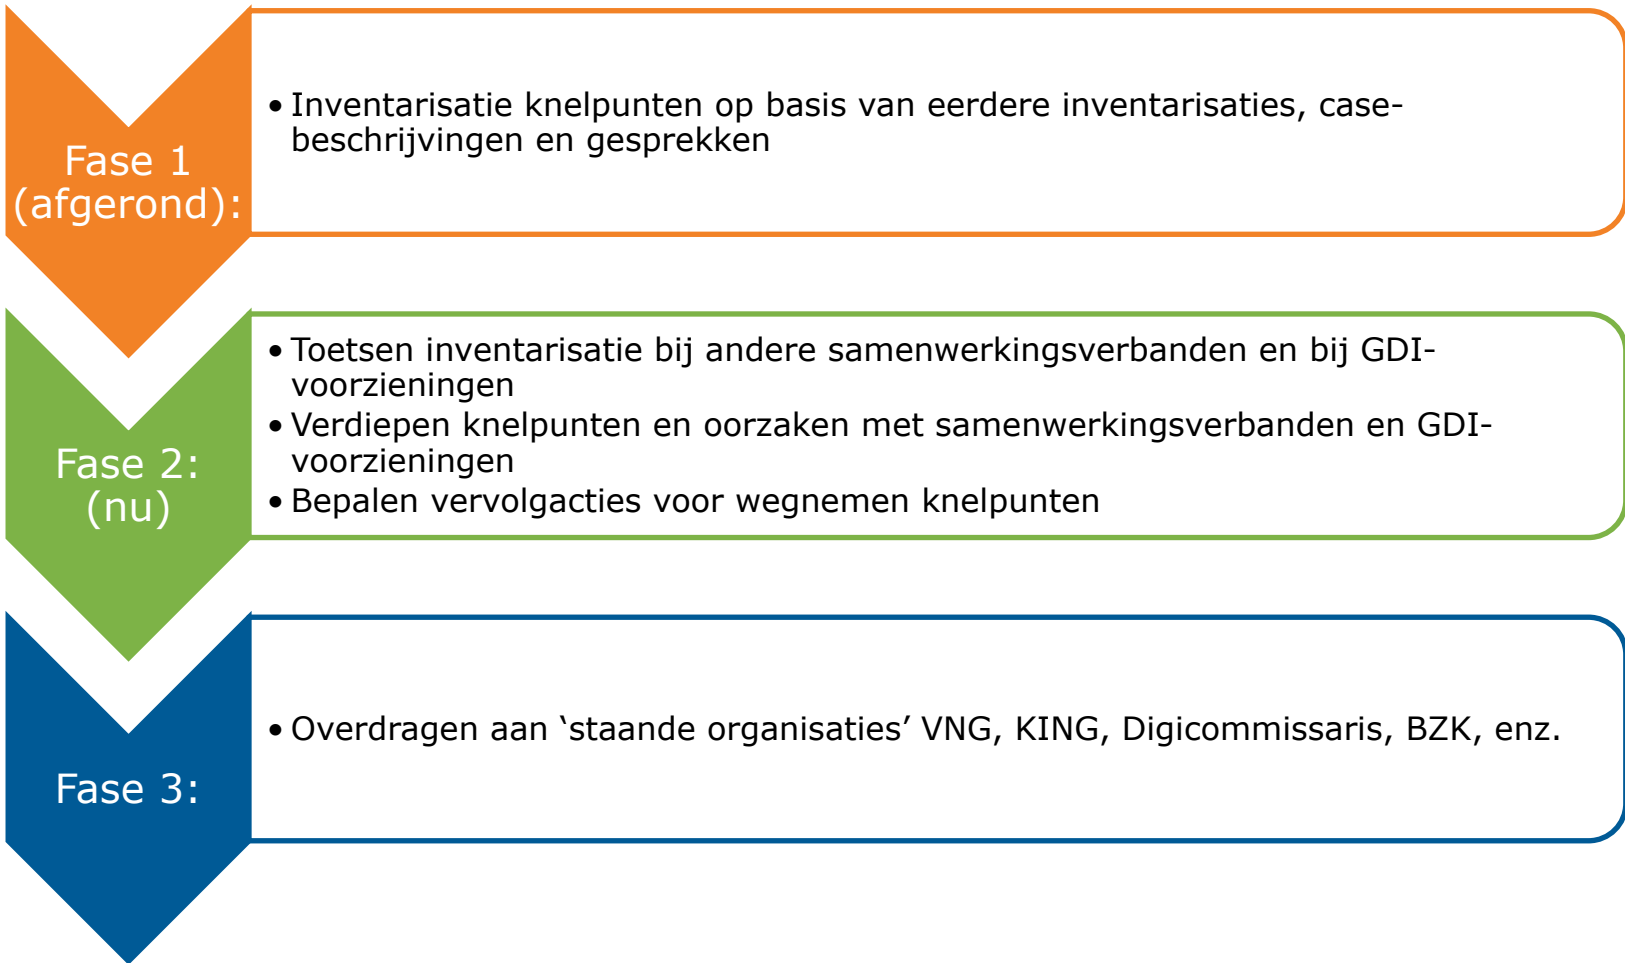 Fase 1
(afgerond):
• Inventarisatie knelpunten op basis van eerdere inventarisaties, case-
beschrijvingen en gesprekken
Fase 2:
(nu)
• Toetsen inventarisatie bij andere samenwerkingsverbanden en bij GDI-
voorzieningen
• Verdiepen knelpunten en oorzaken met samenwerkingsverbanden en GDI-
voorzieningen
• Bepalen vervolgacties voor wegnemen knelpunten
Fase 3:
• Overdragen aan ‘staande organisaties’ VNG, KING, Digicommissaris, BZK, enz.